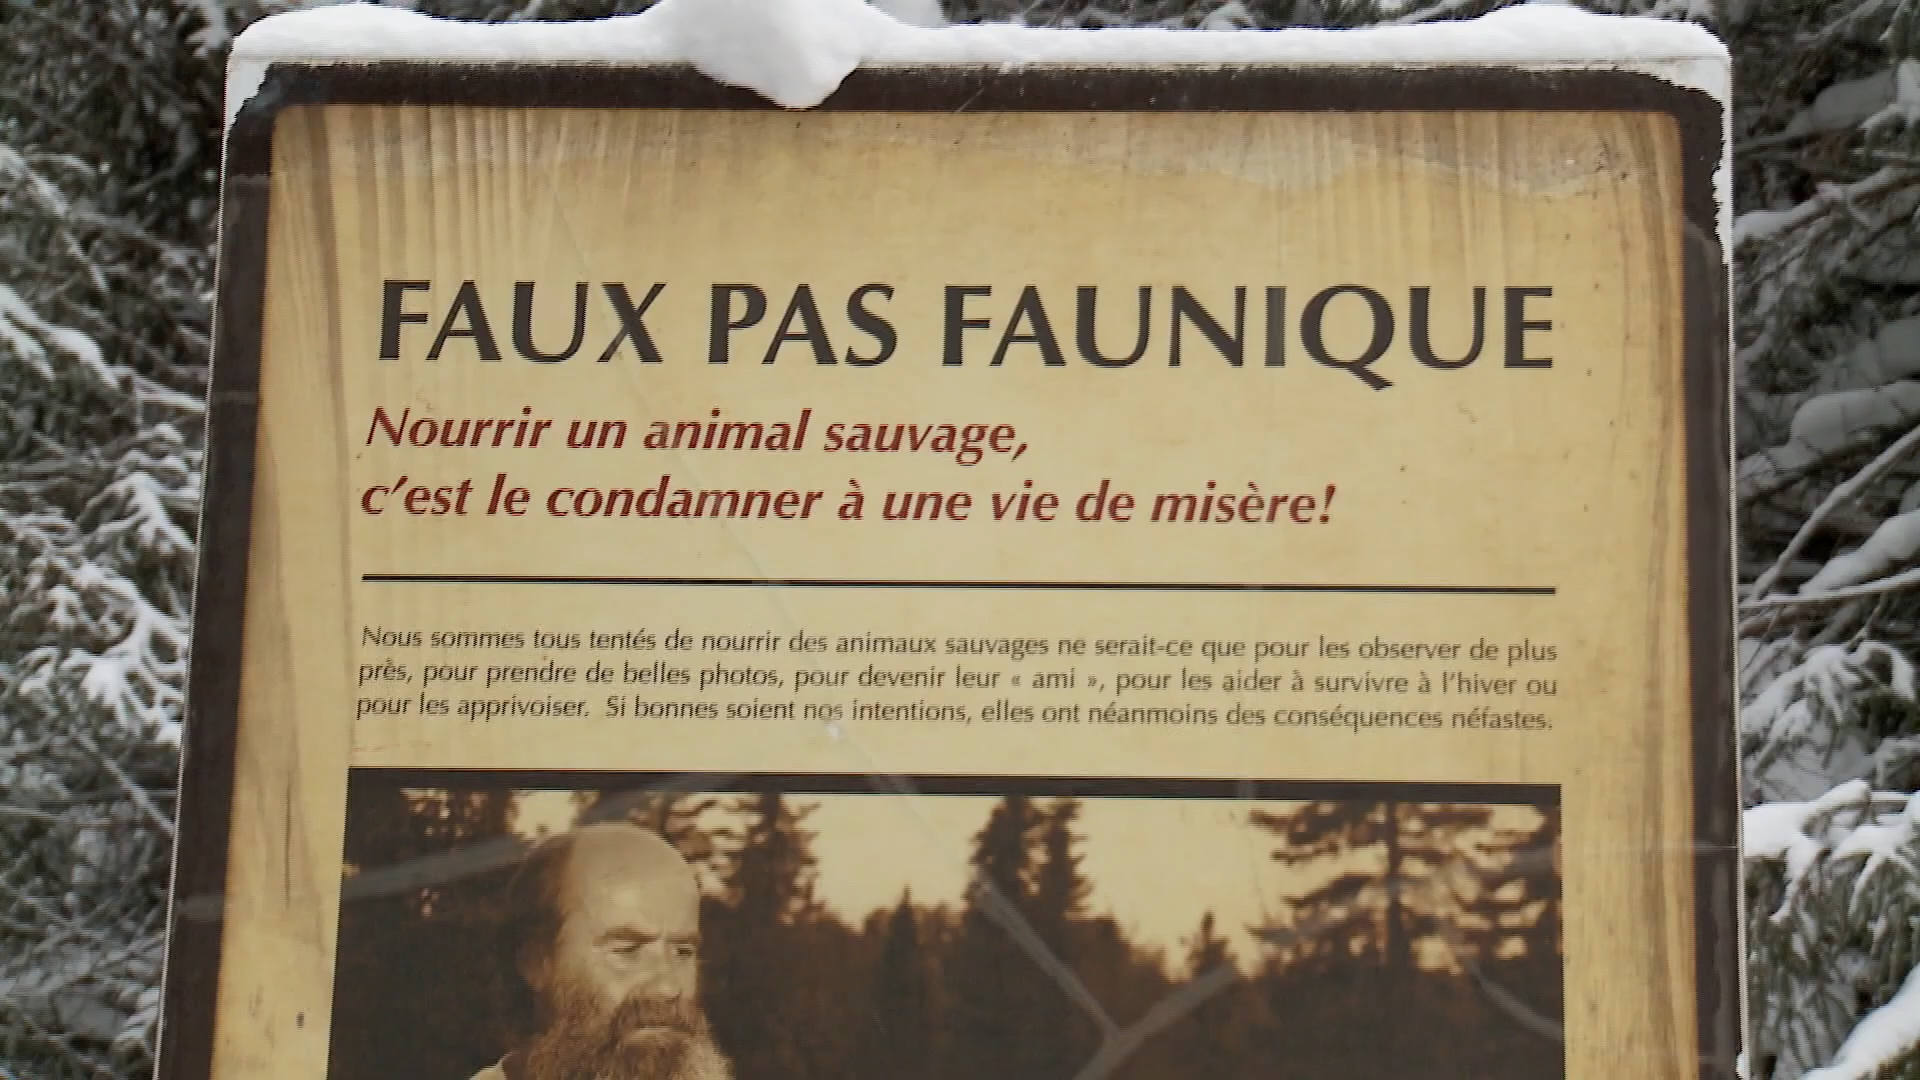 FAUX PAS FAUNIQUE
Nourrir un animal sauvage,
c'est le condamner à une vie de misère!
Nous sommes tous tentés de nourrir des animaux sauvages ne serait-ce que pour les observer de plus
près, pour prendre de belles photos, pour devenir leur « ami », pour les aider à survivre à l'hiver ou
pour les apprivoiser. Si bonnes soient nos intentions, elles ont néanmoins des conséquences néfastes.